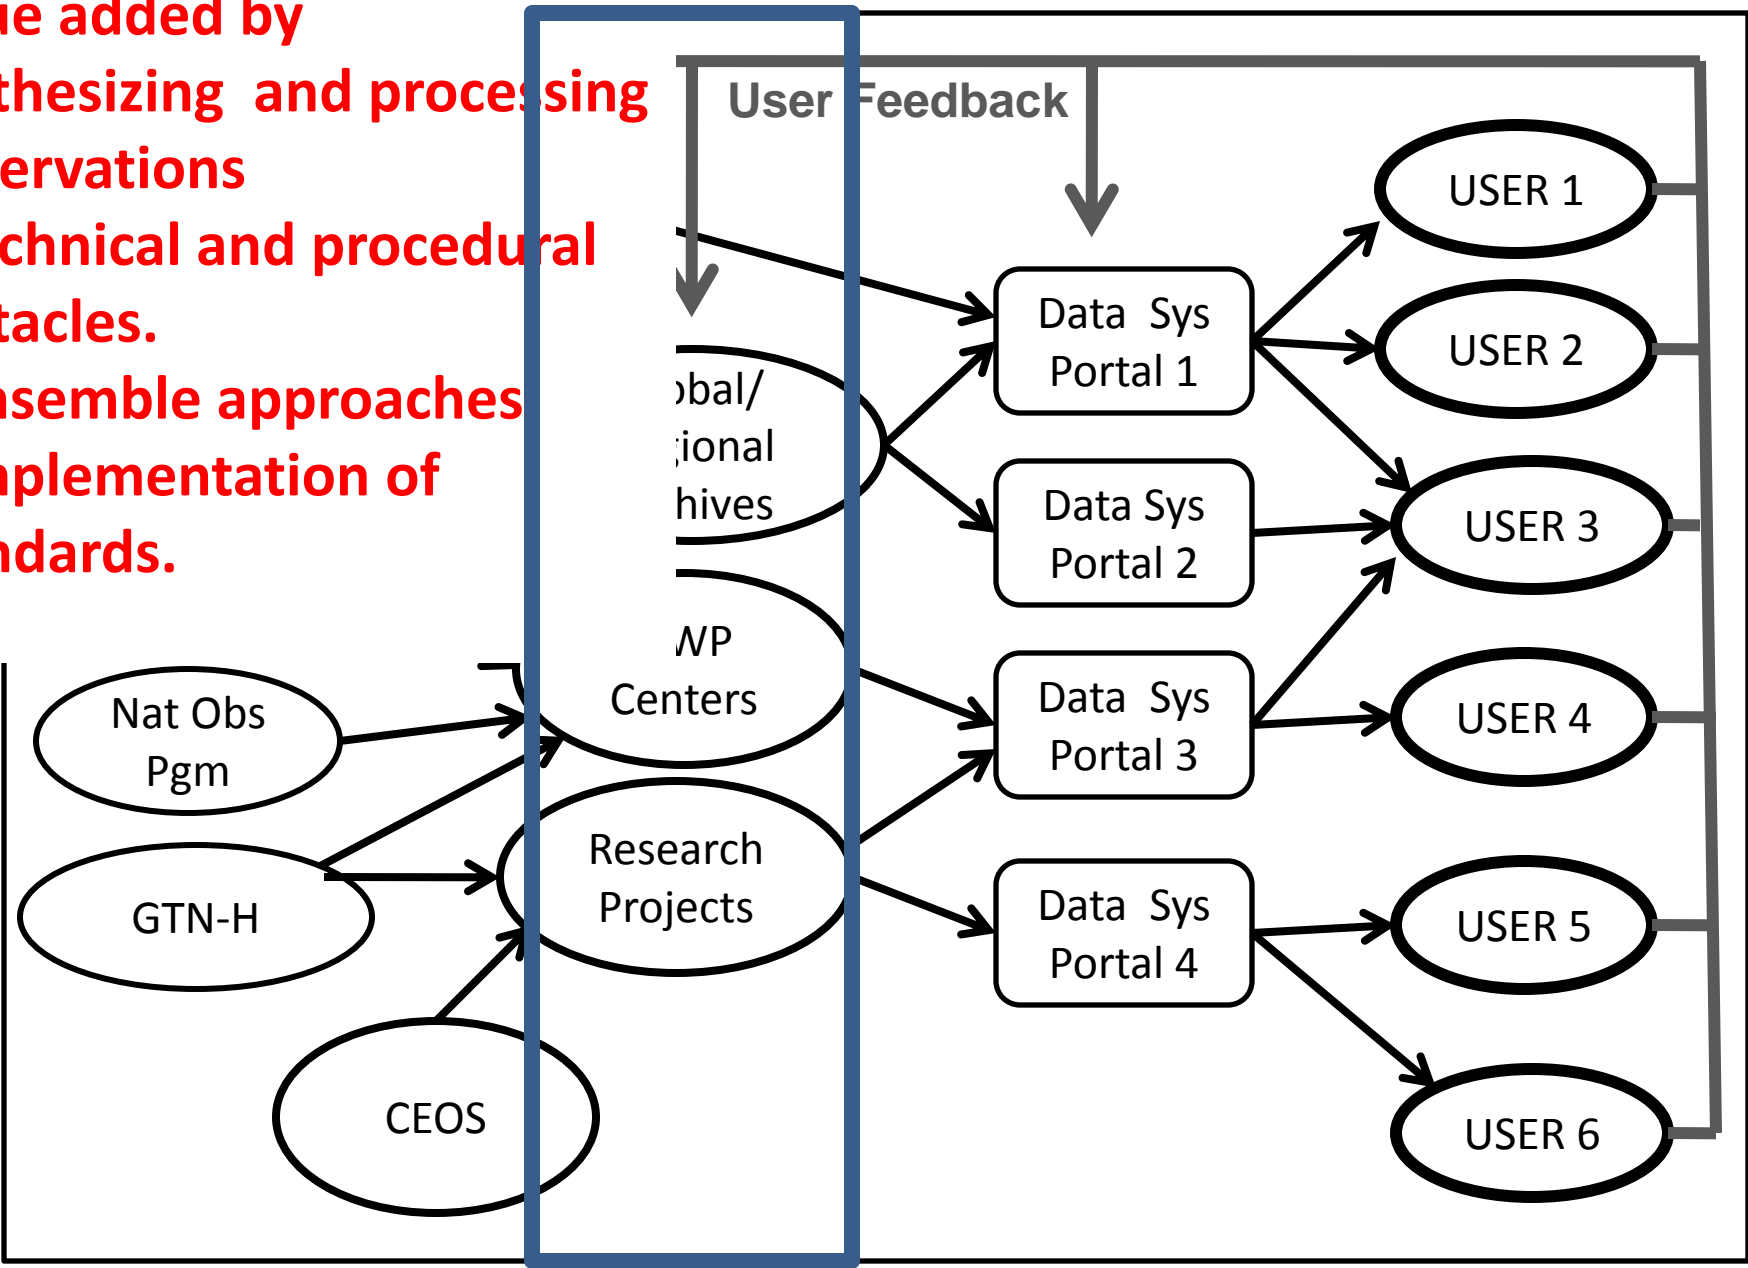 ue added by
thesizing  and processing
ervations
chnical and procedural
tacles.
nsemble approaches
nplementation of
ndards.
User Feedback
obal/
gional
hives
WP
Centers
Research
Projects
Nat Obs
Pgm
GTN-H
CEOS
Data  Sys
Portal 1
Data Sys
Portal 2
Data  Sys
Portal 3
Data  Sys
Portal 4
USER 1
USER 2
USER 3
USER 4
USER 5
USER 6